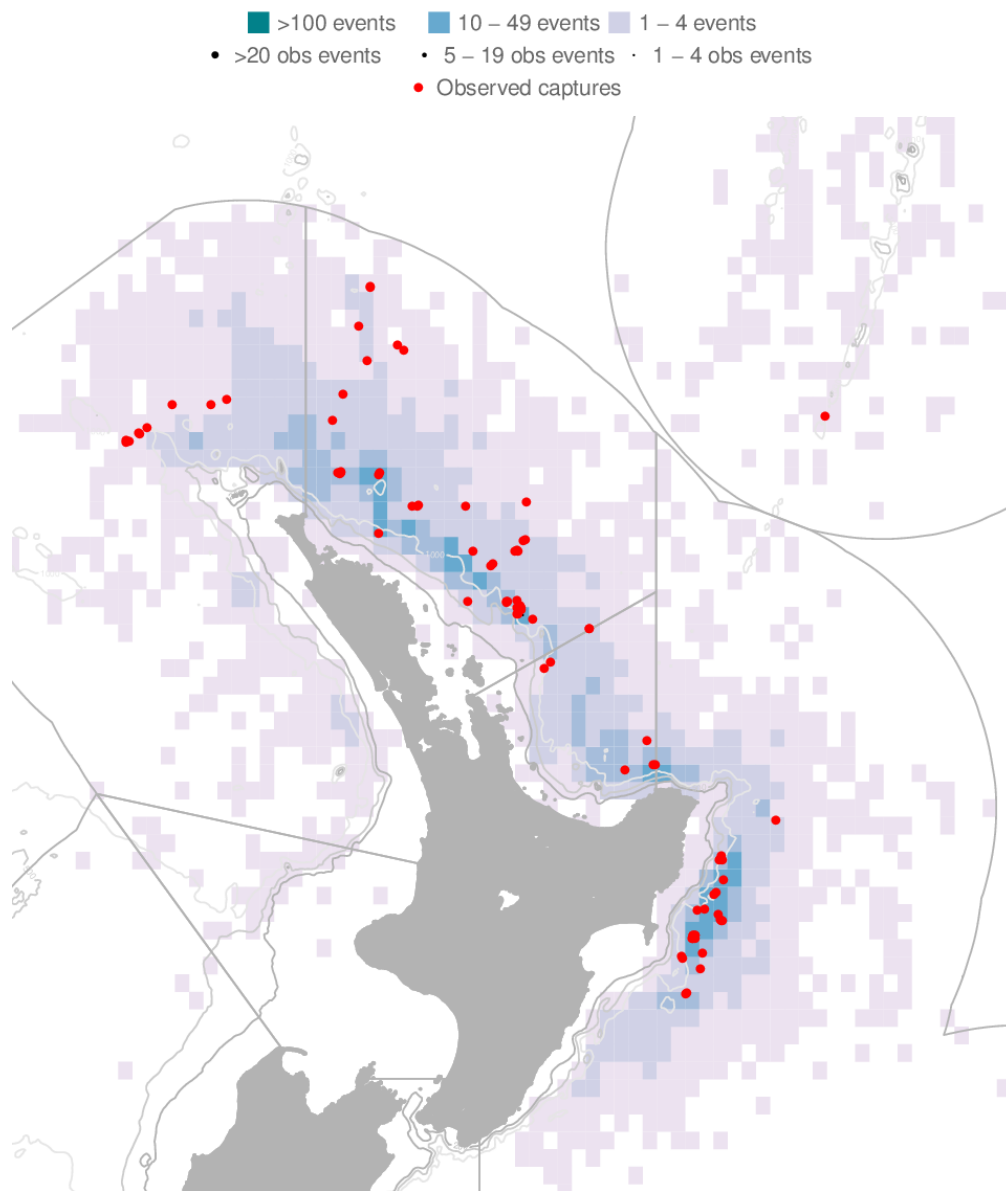 >100 events 10 – 49 events 1 – 4 events
>20 obs events 5 – 19 obs events 1 – 4 obs events
Observed captures
1000